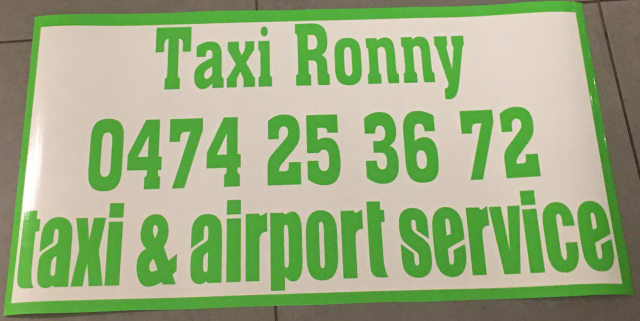 Taxi Ronny
0474 25 36 72
taxi & airport service